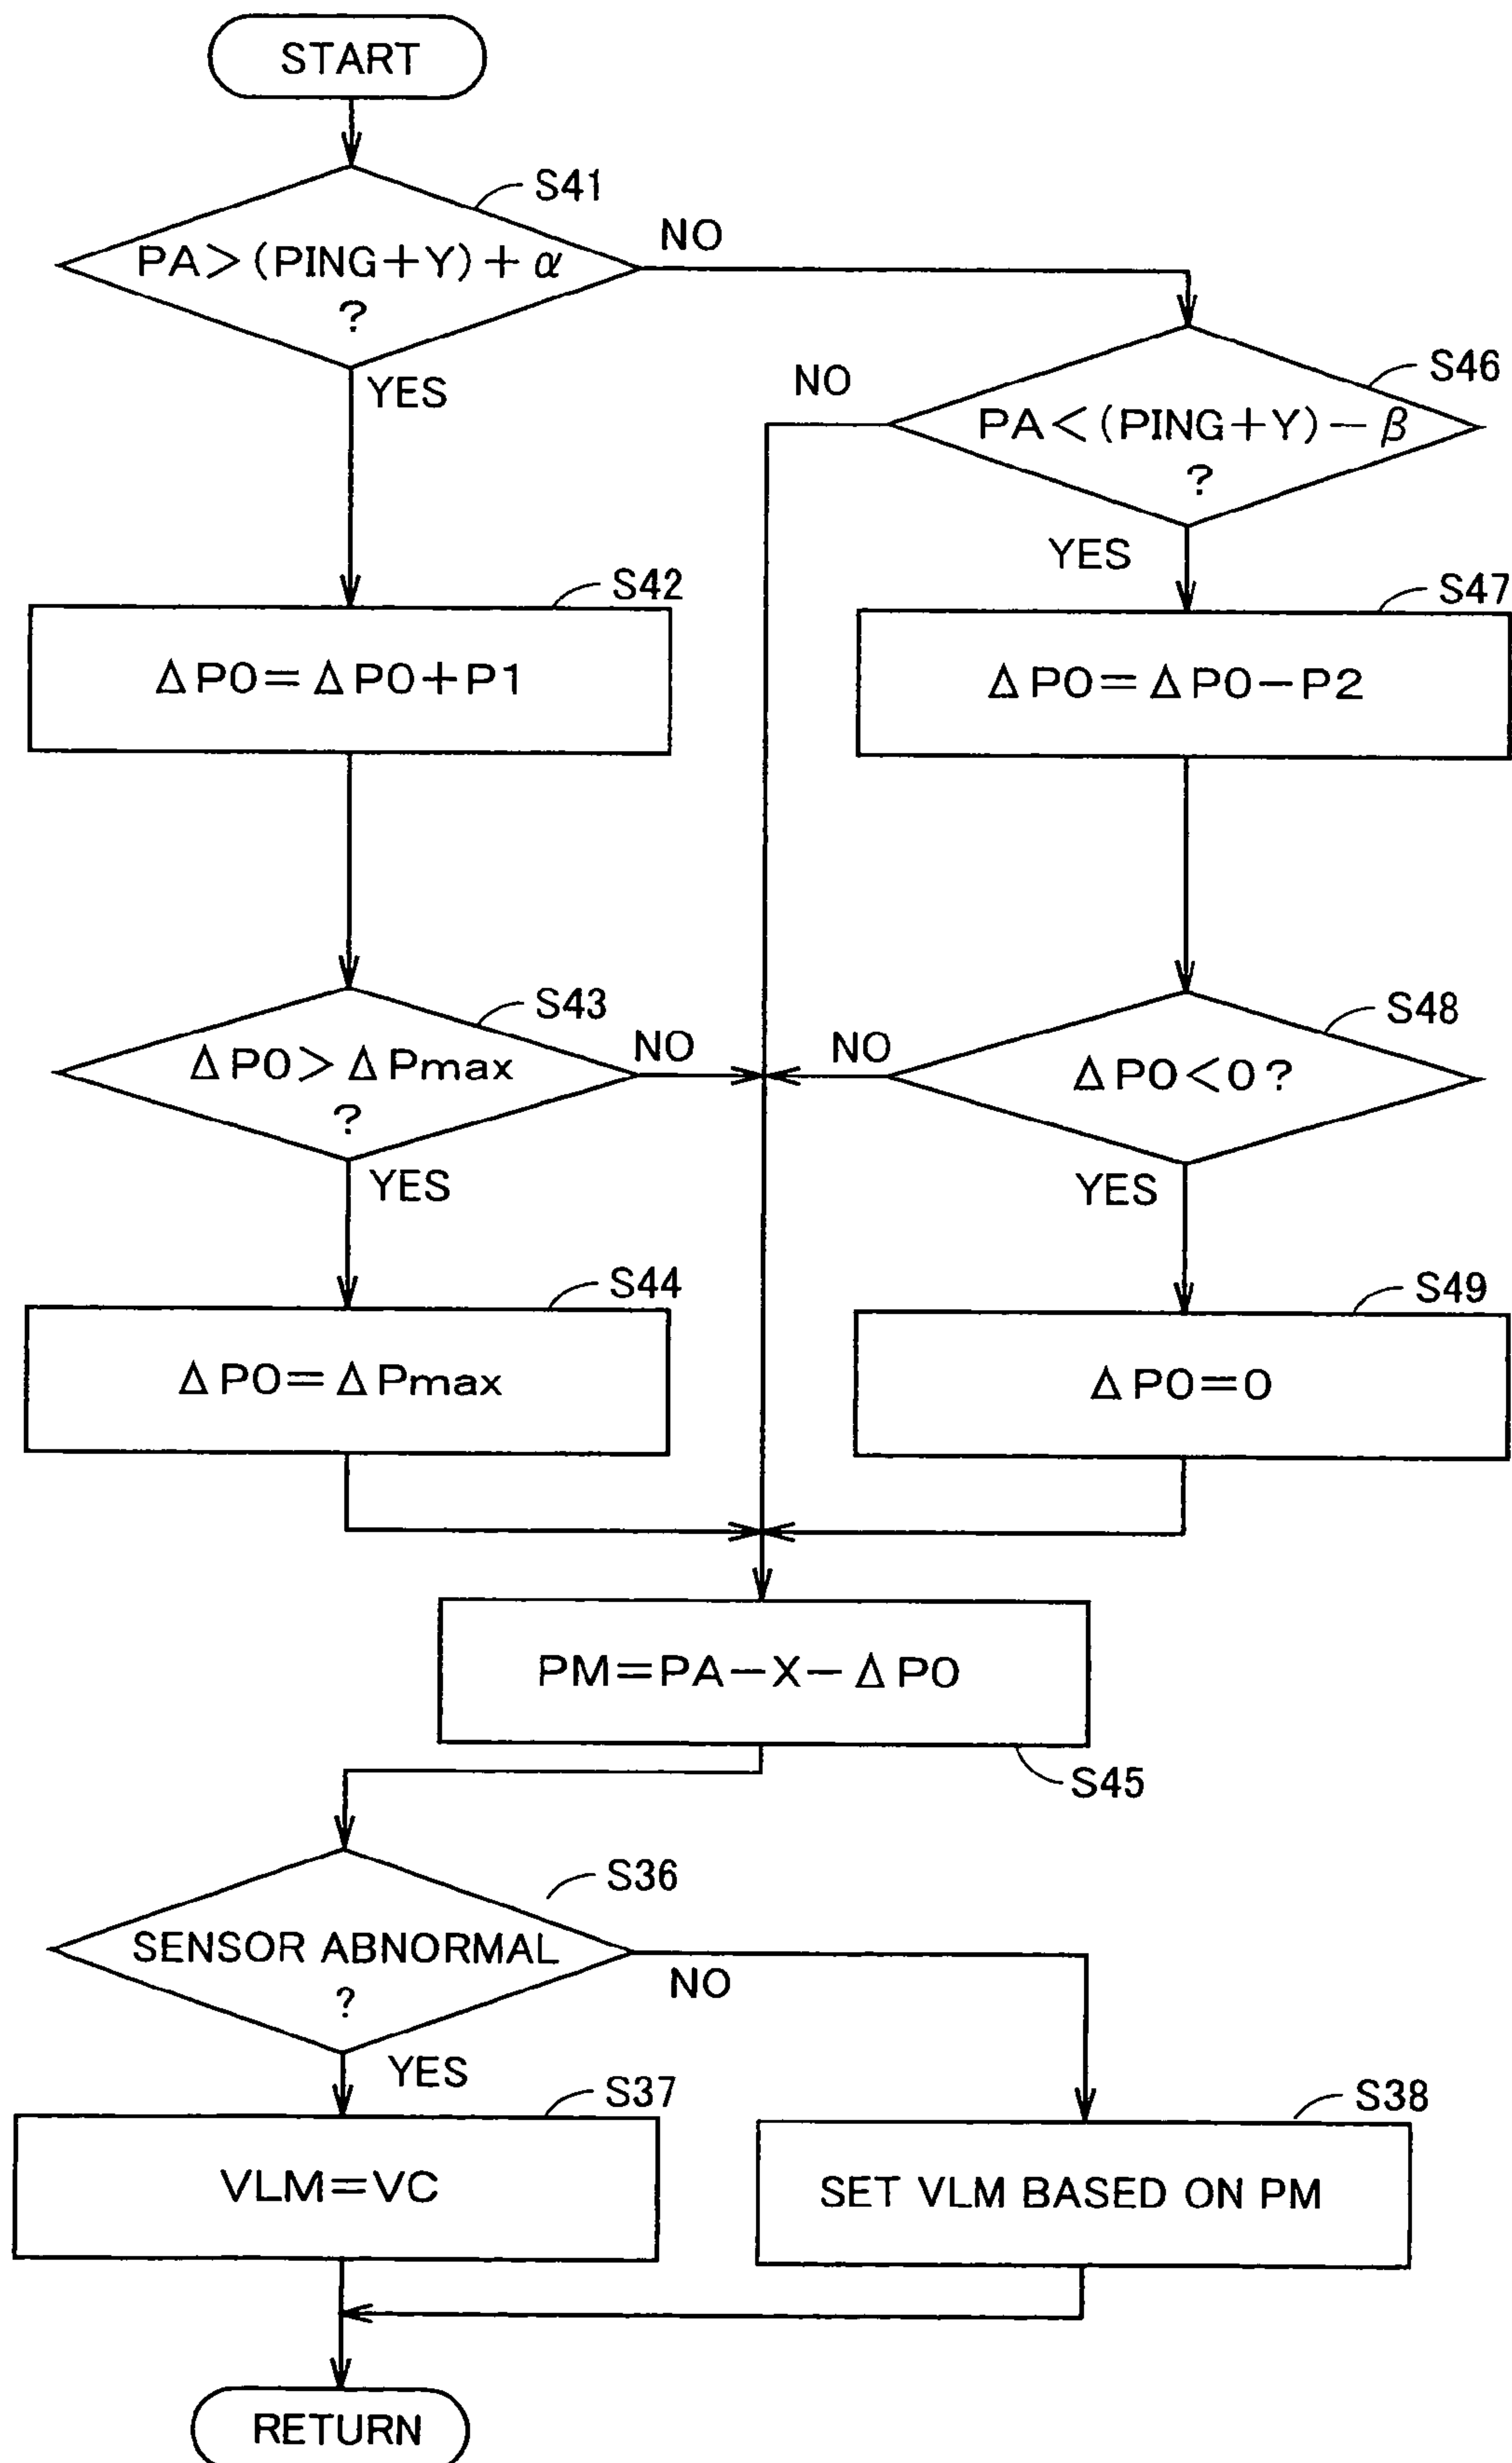 START
S41
PA>(PING+Y)+α
?
NO
YES
S46
NO
PA<(PING+Y)-β
?
YES
S42
ΔP0=ΔP0+P1
S47
ΔP0=ΔP0-P2
S43
ΔP0>ΔPmax
?
NO
YES
S48
NO
ΔP0<0?
YES
S44
ΔP0=ΔPmax
S49
ΔP0=0
PM=PA-X-ΔP0
S45
S36
SENSOR ABNORMAL
?
NO
YES
S37
VLM=VC
S38
SET VLM BASED ON PM
RETURN